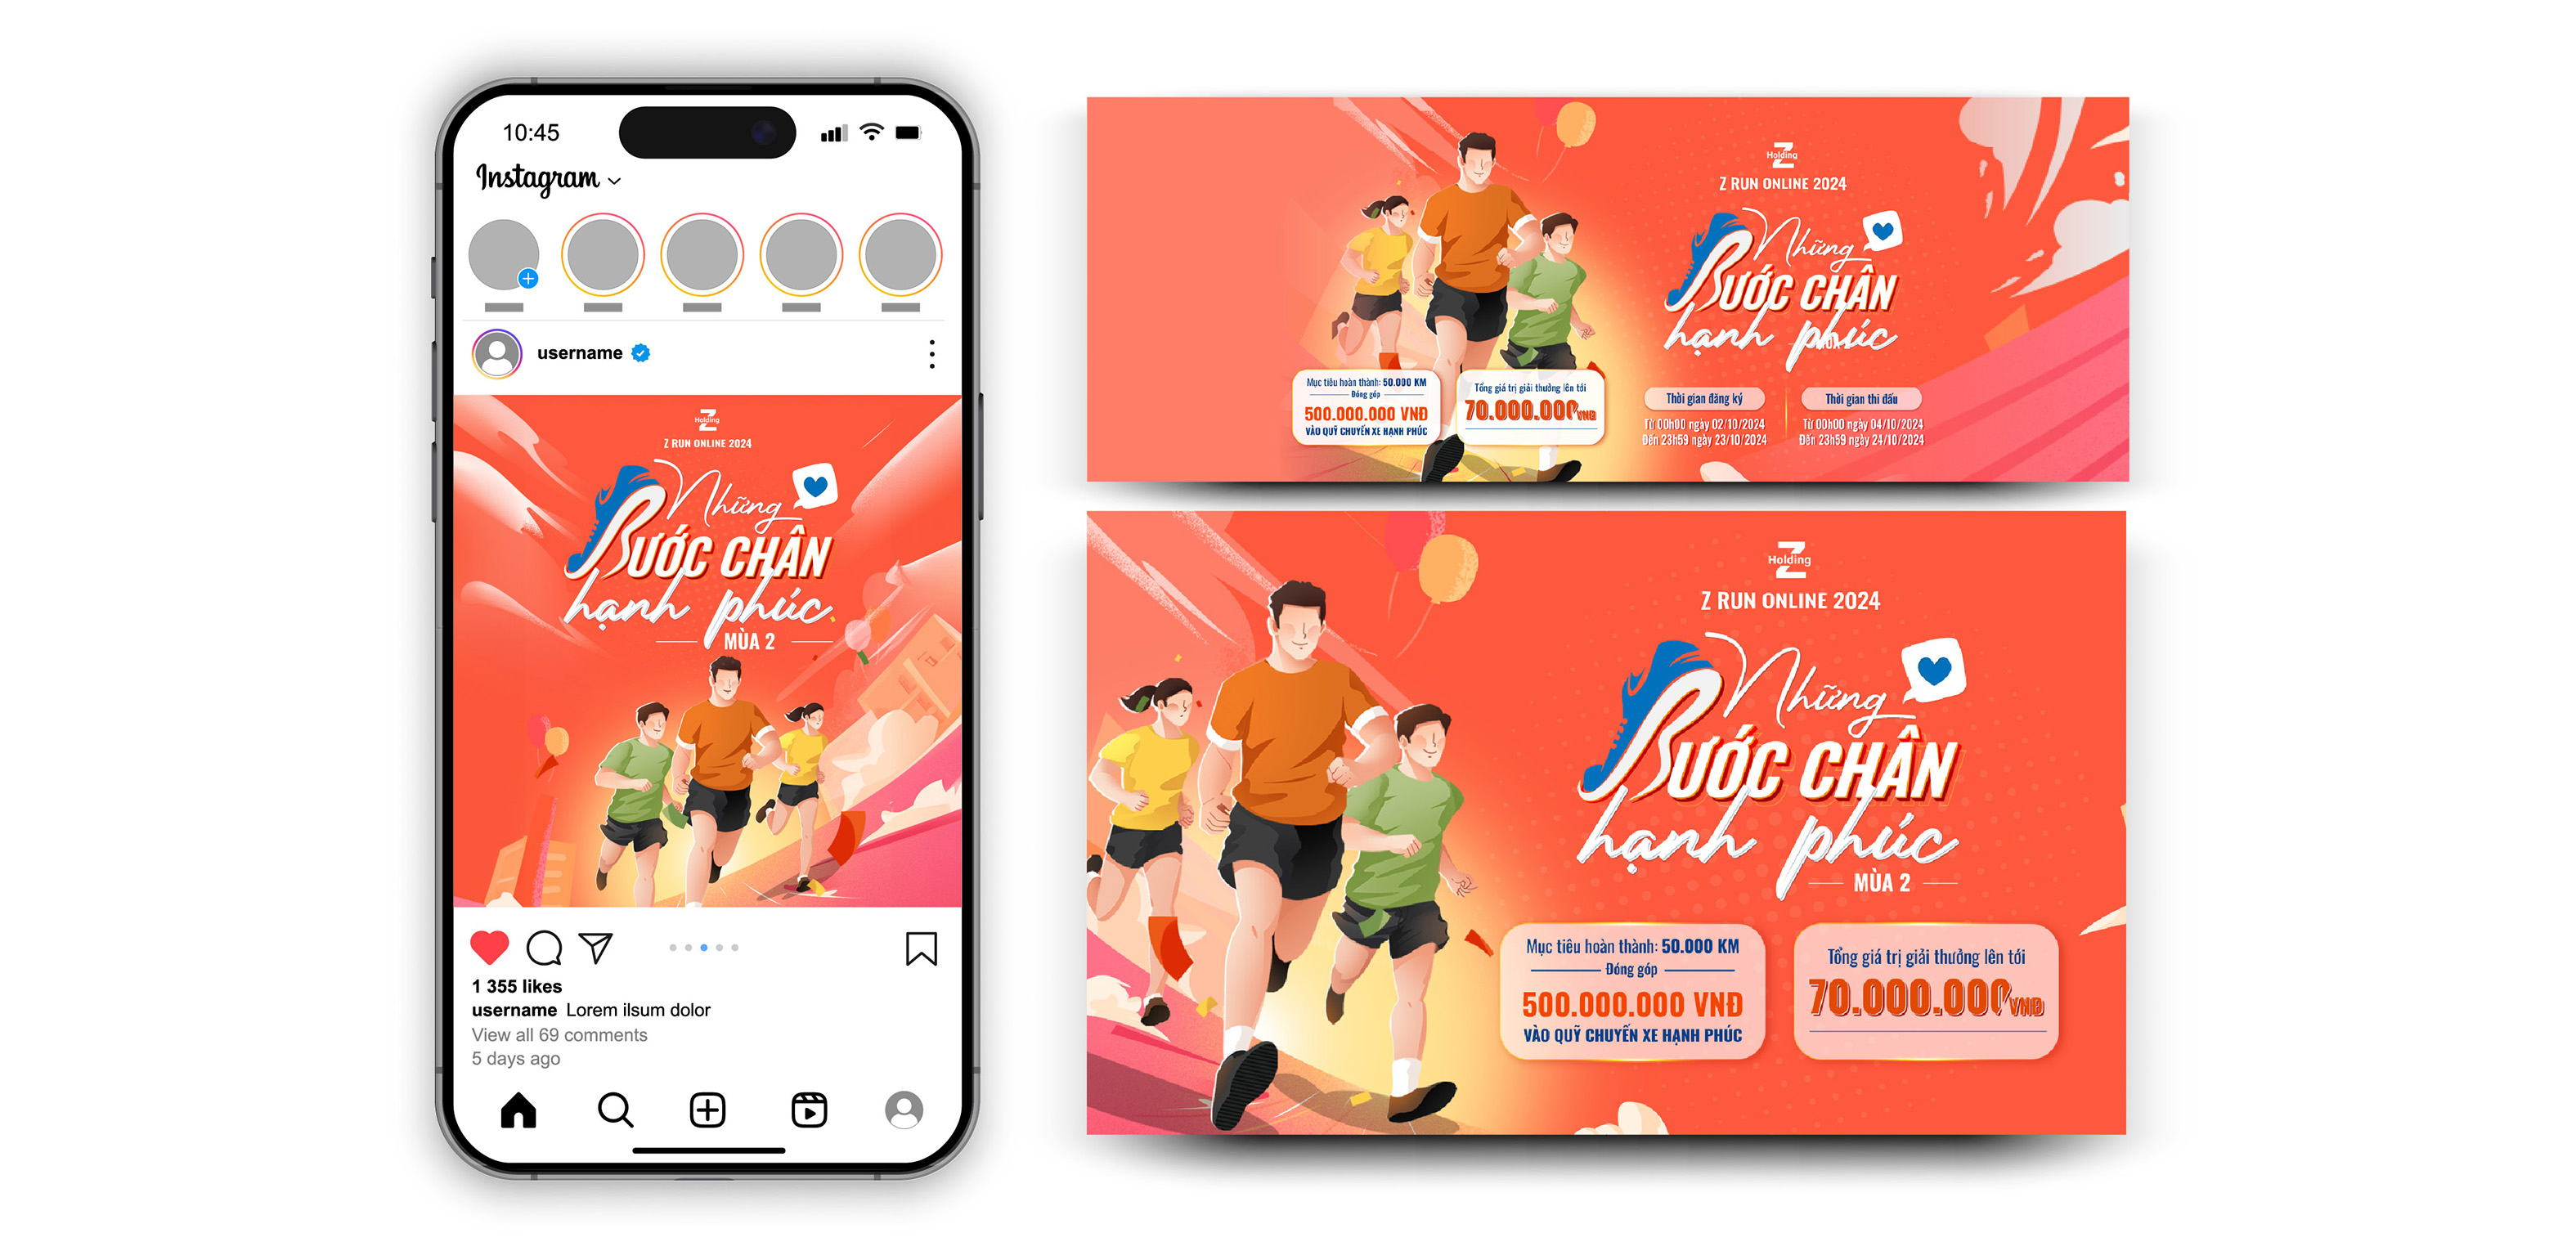 10:45
Instagram
username
Z
Holding
Z RUN ONLINE 2024
Những
BƯỚC CHÂN
hạnh phúc
MÙA 2
1 355 likes
username Lorem ilsum dolor
View all 69 comments
5 days ago
Z
Holding
Z RUN ONLINE 2024
Những
BƯỚC CHÂN
hạnh phúc
Mục tiêu hoàn thành: 50.000 KM
Đóng góp
500.000.000 VNĐ
VÀO QUỸ CHUYẾN XE HẠNH PHÚC
Tổng giá trị giải thưởng lên tới
70.000.000 VNĐ
Thời gian đăng ký
Từ 00h00 ngày 02/10/2024
Đến 23h59 ngày 23/10/2024
Thời gian thi đấu
Từ 00h00 ngày 04/10/2024
Đến 23h59 ngày 24/10/2024
Z
Holding
Z RUN ONLINE 2024
Những
BƯỚC CHÂN
hạnh phúc
MÙA 2
Mục tiêu hoàn thành: 50.000 KM
Đóng góp
500.000.000 VNĐ
VÀO QUỸ CHUYẾN XE HẠNH PHÚC
Tổng giá trị giải thưởng lên tới
70.000.000 VNĐ